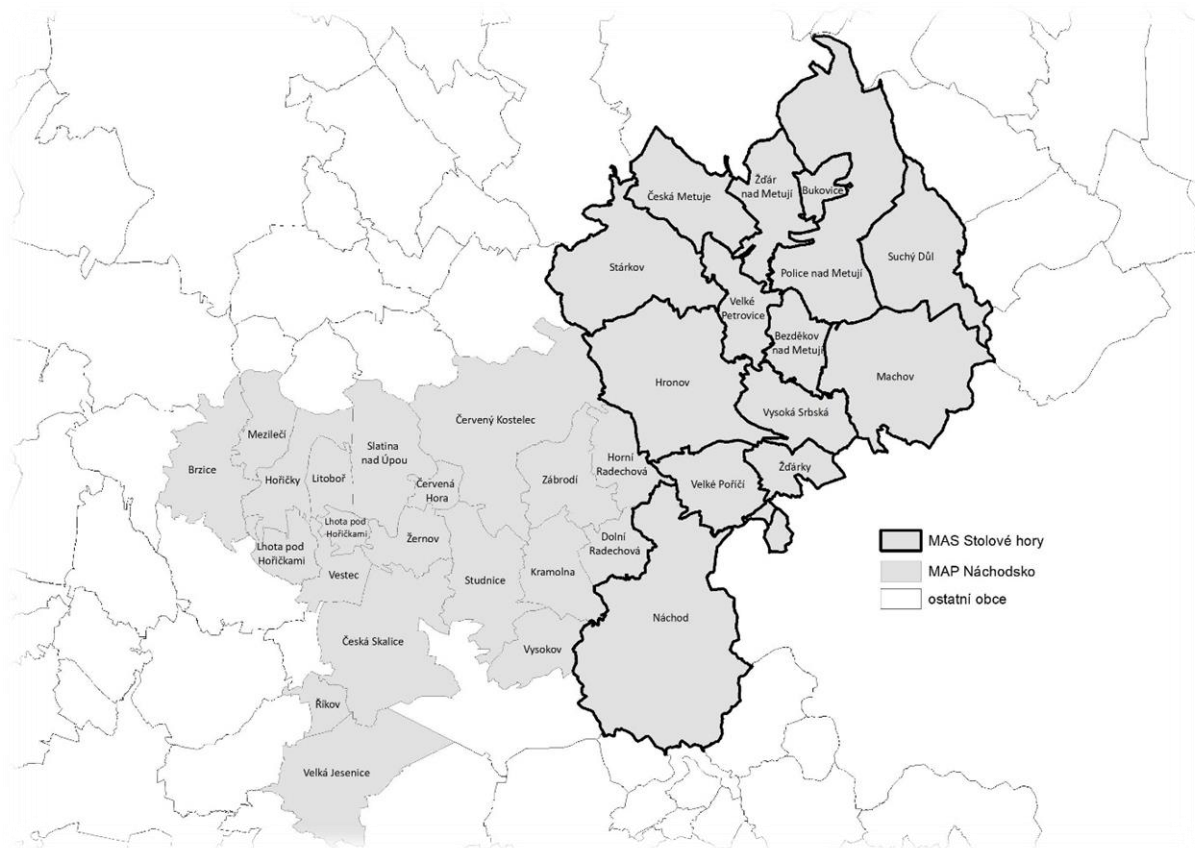 Česká Metuje
Žďár
nad Metují
Bukovice
Stárkov
Police nad Metují
Suchý Důl
Velké
Petrovice
Bezděkov
nad Metují
Hronov
Machov
Vysoká Srbská
Velké Poříčí
Žďárky
Náchod
Červený Kostelec
Mezilečí
Brzice
Hořičky
Litoboř
Slatina
nad Úpou
Červená
Hora
Zábrodí
Horní
Radechová
Lhota pod
Hořičkami
Lhota pod
Hořičkami
Žernov
Dolní
Radechová
Vestec
Studnice
Kramolna
Česká Skalice
Vysokov
Říkov
Velká Jesenice
MAS Stolové hory
MAP Náchodsko
ostatní obce